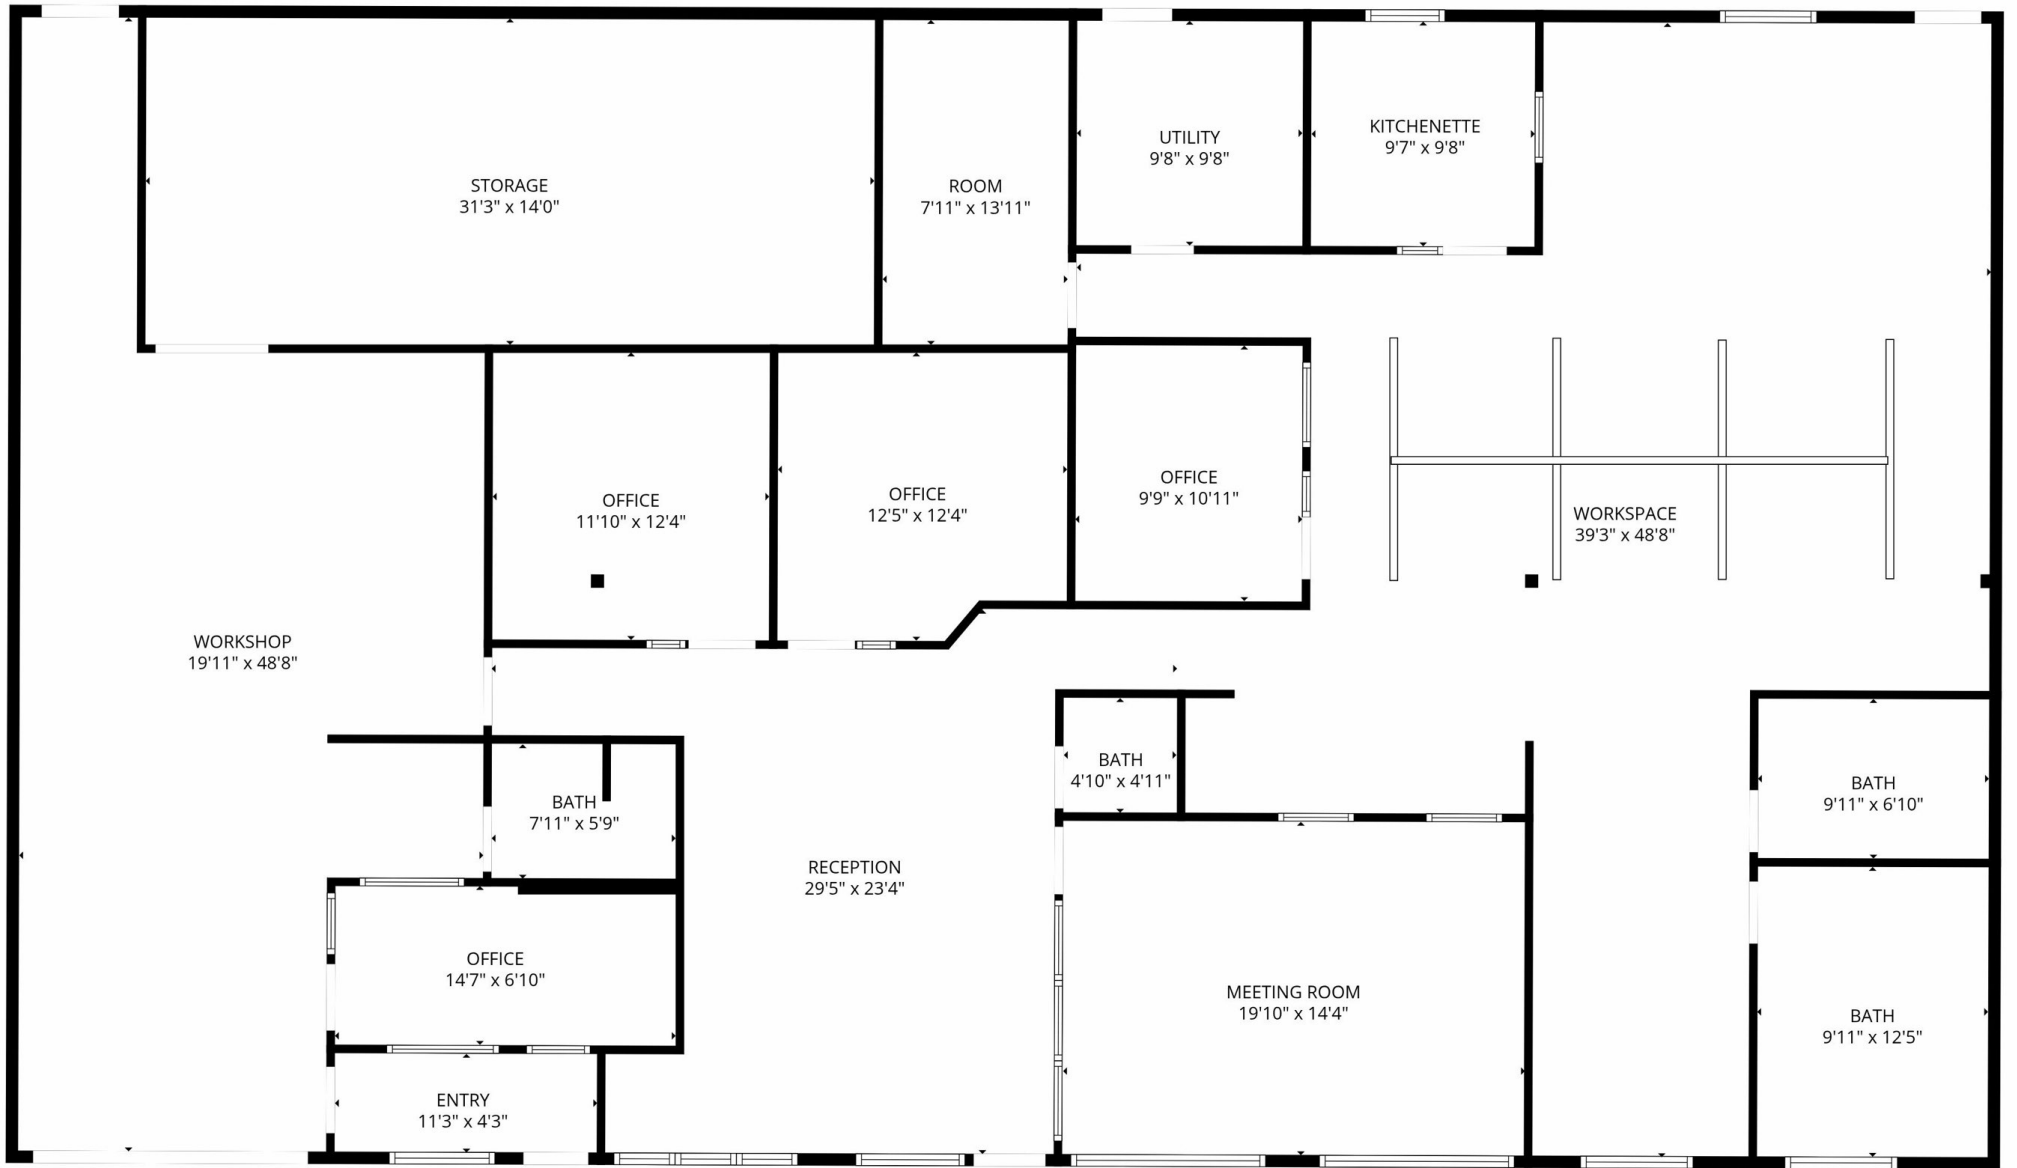 UTILITY
9'8" x 9'8"
KITCHENETTE
9'7" x 9'8"
STORAGE
31'3" x 14'0"
ROOM
7'11" x 13'11"
OFFICE
11'10" x 12'4"
OFFICE
12'5" x 12'4"
OFFICE
9'9" x 10'11"
WORKSPACE
39'3" x 48'8"
WORKSHOP
19'11" x 48'8"
BATH
7'11" x 5'9"
BATH
4'10" x 4'11"
BATH
9'11" x 6'10"
RECEPTION
29'5" x 23'4"
OFFICE
14'7" x 6'10"
MEETING ROOM
19'10" x 14'4"
BATH
9'11" x 12'5"
ENTRY
11'3" x 4'3"